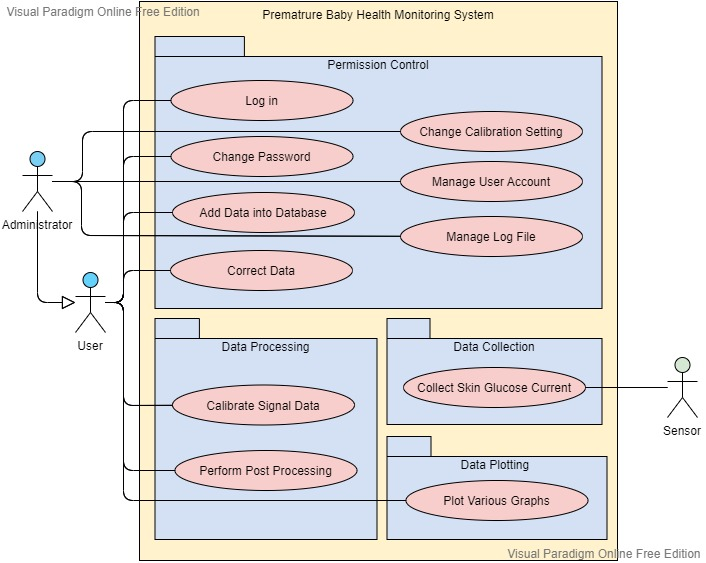 Visual Paradigm Online Free Edition
Prematrure Baby Health Monitoring System
Permission Control
Log in
Change Calibration Setting
Change Password
Manage User Account
Administrator
Add Data into Database
Manage Log File
Correct Data
User
Data Processing
Data Collection
Calibrate Signal Data
Collect Skin Glucose Current
Sensor
Data Plotting
Perform Post Processing
Plot Various Graphs
Visual Paradigm Online Free Edition